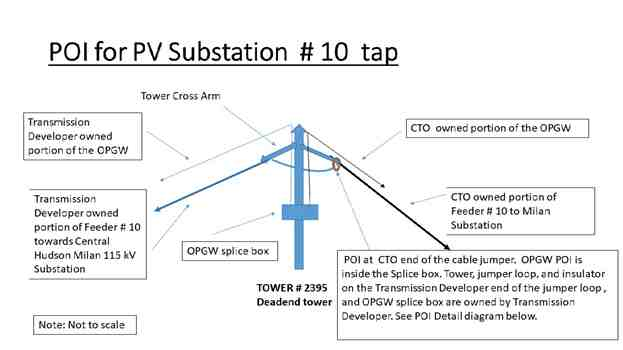 POI for PV Substation # 10 tap
Tower Cross Arm
Transmission
Developer owned
portion of the OPGW
CTO owned portion of the OPGW
Transmission
Developer owned
portion of Feeder # 10
towards Central
Hudson Milan 115 kV
Substation
CTO owned portion of
Feeder # 10 to Milan
Substation
OPGW splice box
POI at CTO end of the cable jumper. OPGW POI is
inside the Splice box. Tower, jumper loop, and insulator
on the Transmission Developer end of the jumper loop ,
and OPGW splice box are owned by Transmission
Developer. See POI Detail diagram below.
TOWER # 2395
Deadend tower
Note: Not to scale